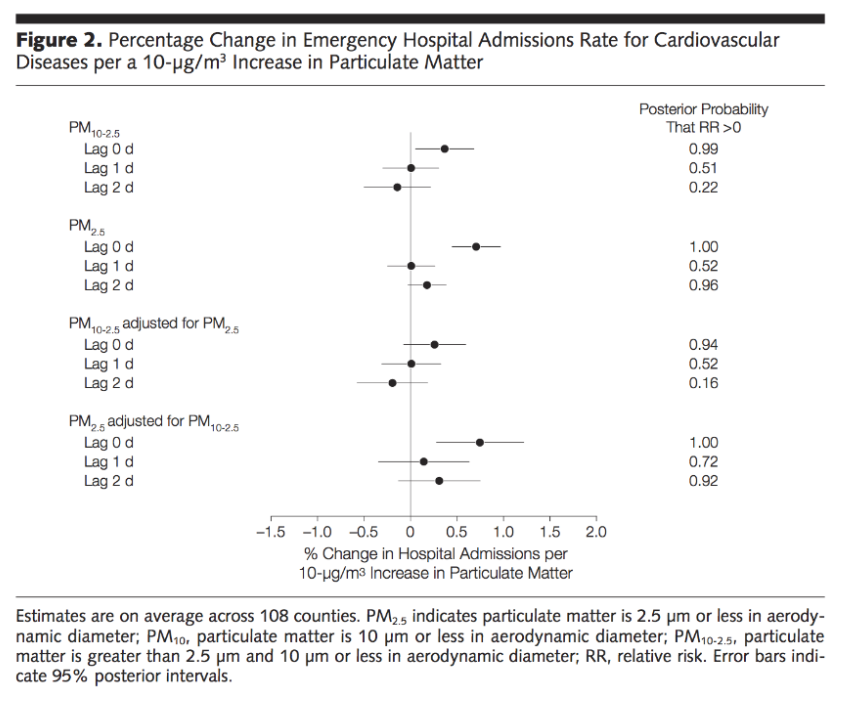 Figure 2. Percentage Change in Emergency Hospital Admissions Rate for Cardiovascular
Diseases per a 10-µg/m³ Increase in Particulate Matter
Posterior Probability
That RR >0
PM10-2.5
Lag 0 d 0.99
Lag 1 d 0.51
Lag 2 d 0.22
PM2.5
Lag 0 d 1.00
Lag 1 d 0.52
Lag 2 d 0.96
PM10-2.5 adjusted for PM2.5
Lag 0 d 0.94
Lag 1 d 0.52
Lag 2 d 0.16
PM2.5 adjusted for PM10-2.5
Lag 0 d 1.00
Lag 1 d 0.72
Lag 2 d 0.92
−1.5 −1.0 −0.5 0 0.5 1.0 1.5 2.0
% Change in Hospital Admissions per
10-µg/m³ Increase in Particulate Matter
Estimates are on average across 108 counties. PM2.5 indicates particulate matter is 2.5 µm or less in aerody-
namic diameter; PM10, particulate matter is 10 µm or less in aerodynamic diameter; PM10-2.5, particulate
matter is greater than 2.5 µm and 10 µm or less in aerodynamic diameter; RR, relative risk. Error bars indi-
cate 95% posterior intervals.